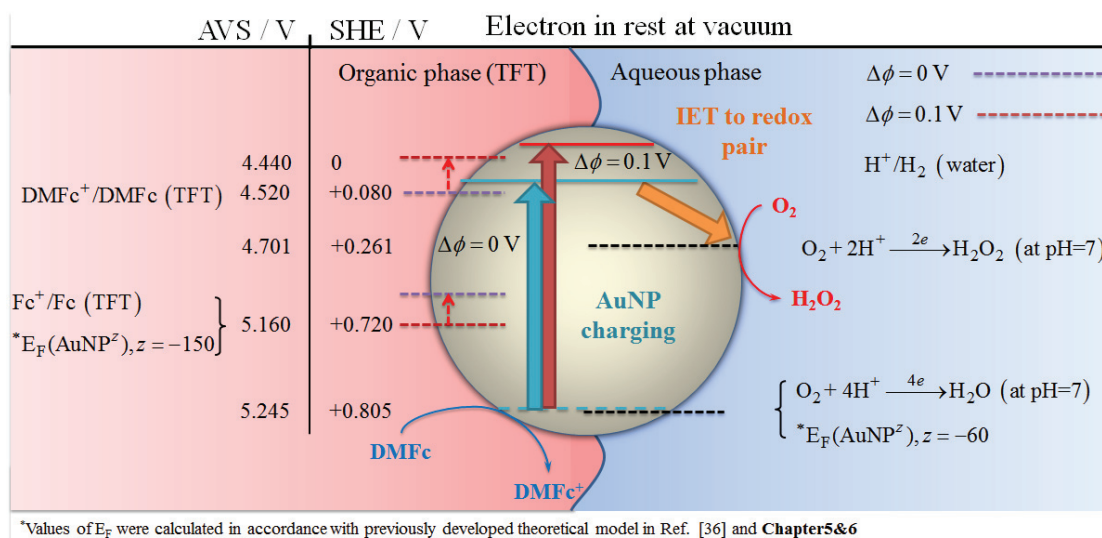 AVS / V SHE / V Electron in rest at vacuum
Organic phase (TFT) Aqueous phase Δϕ = 0 V
IET to redox pair Δϕ = 0.1 V
4.440 0 Δϕ = 0.1 V H⁺/H₂ (water)
DMFc⁺/DMFc (TFT) 4.520 +0.080
O₂
4.701 +0.261 Δϕ = 0 V O₂ + 2H⁺ —2e→ H₂O₂ (at pH=7)
H₂O₂
Fc⁺/Fc (TFT)
5.160 +0.720 AuNP charging
*E_F(AuNP^z), z = −150
O₂ + 4H⁺ —4e→ H₂O (at pH=7)
5.245 +0.805
*E_F(AuNP^z), z = −60
DMFc
DMFc⁺
*Values of E_F were calculated in accordance with previously developed theoretical model in Ref. [36] and Chapter5&6